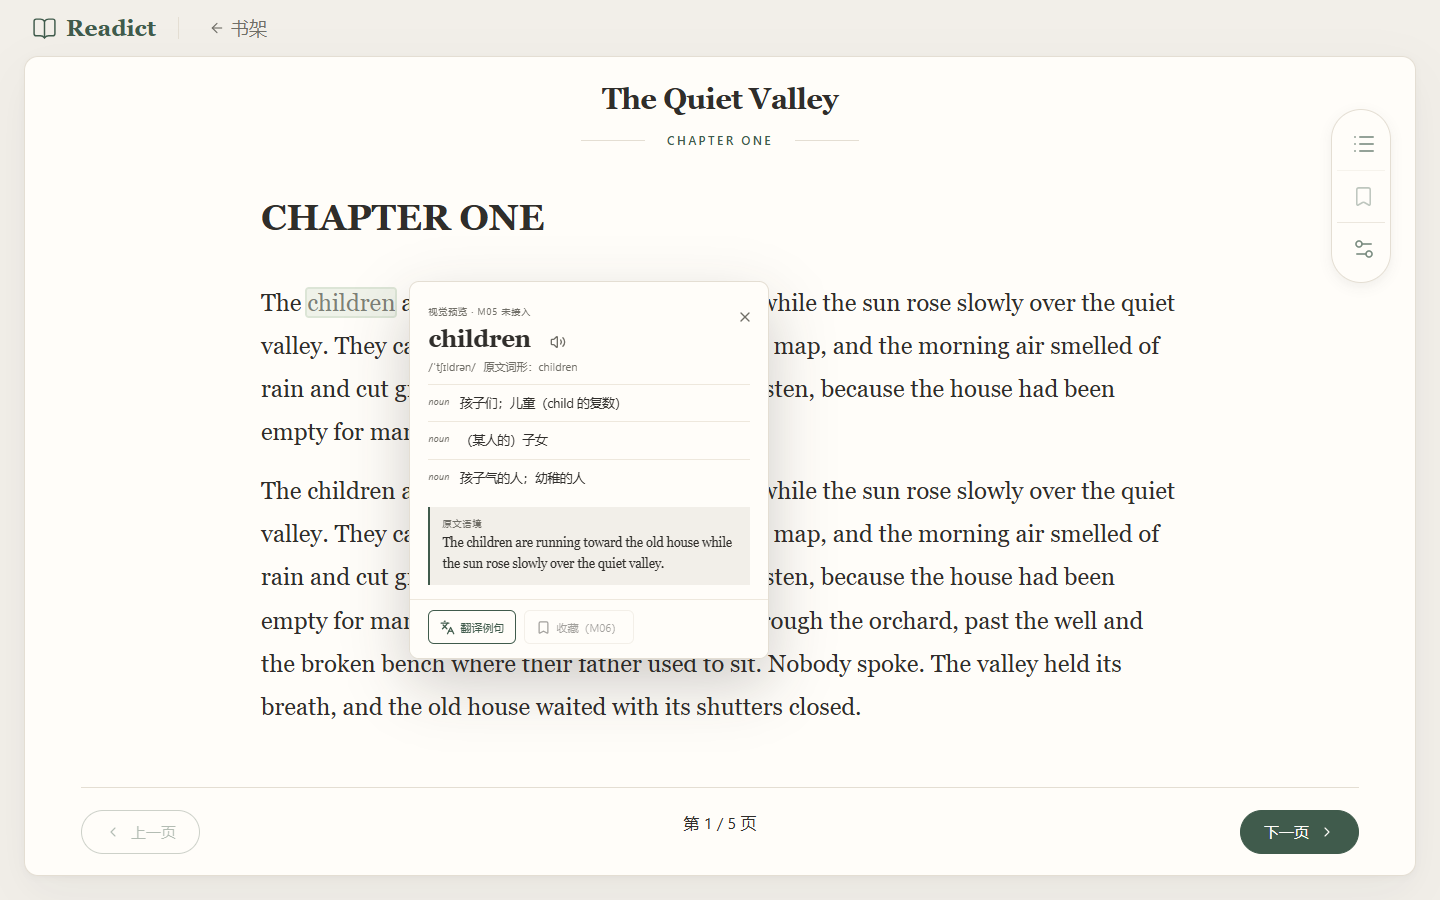 Readict
书架
The Quiet Valley
CHAPTER ONE
CHAPTER ONE
The children a
while the sun rose slowly over the quiet
valley. They ca
map, and the morning air smelled of
rain and cut g
sten, because the house had been
empty for mar
The children a
while the sun rose slowly over the quiet
valley. They ca
map, and the morning air smelled of
rain and cut g
sten, because the house had been
empty for mar
rough the orchard, past the well and
the broken bench where their father used to sit. Nobody spoke. The valley held its
breath, and the old house waited with its shutters closed.
视觉预览 · M05 未接入
children
/ˈtʃɪldrən/ 原文词形：children
noun 孩子们；儿童（child 的复数）
noun （某人的）子女
noun 孩子气的人；幼稚的人
原文语境
The children are running toward the old house while
the sun rose slowly over the quiet valley.
翻译例句
收藏（M06）
上一页
第 1 / 5 页
下一页